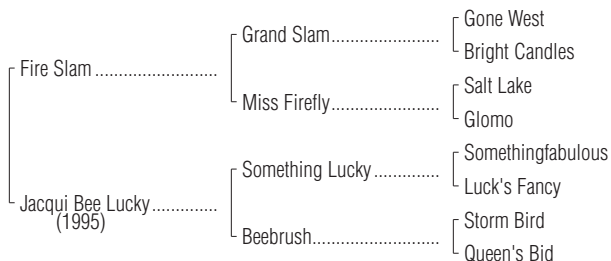 Gone West
Grand Slam.......................
Bright Candles
Fire Slam ..........................
Salt Lake
Miss Firefly.......................
Glomo
Somethingfabulous
Something Lucky..............
Luck's Fancy
Jacqui Bee Lucky..............
(1995)
Storm Bird
Beebrush...........................
Queen's Bid